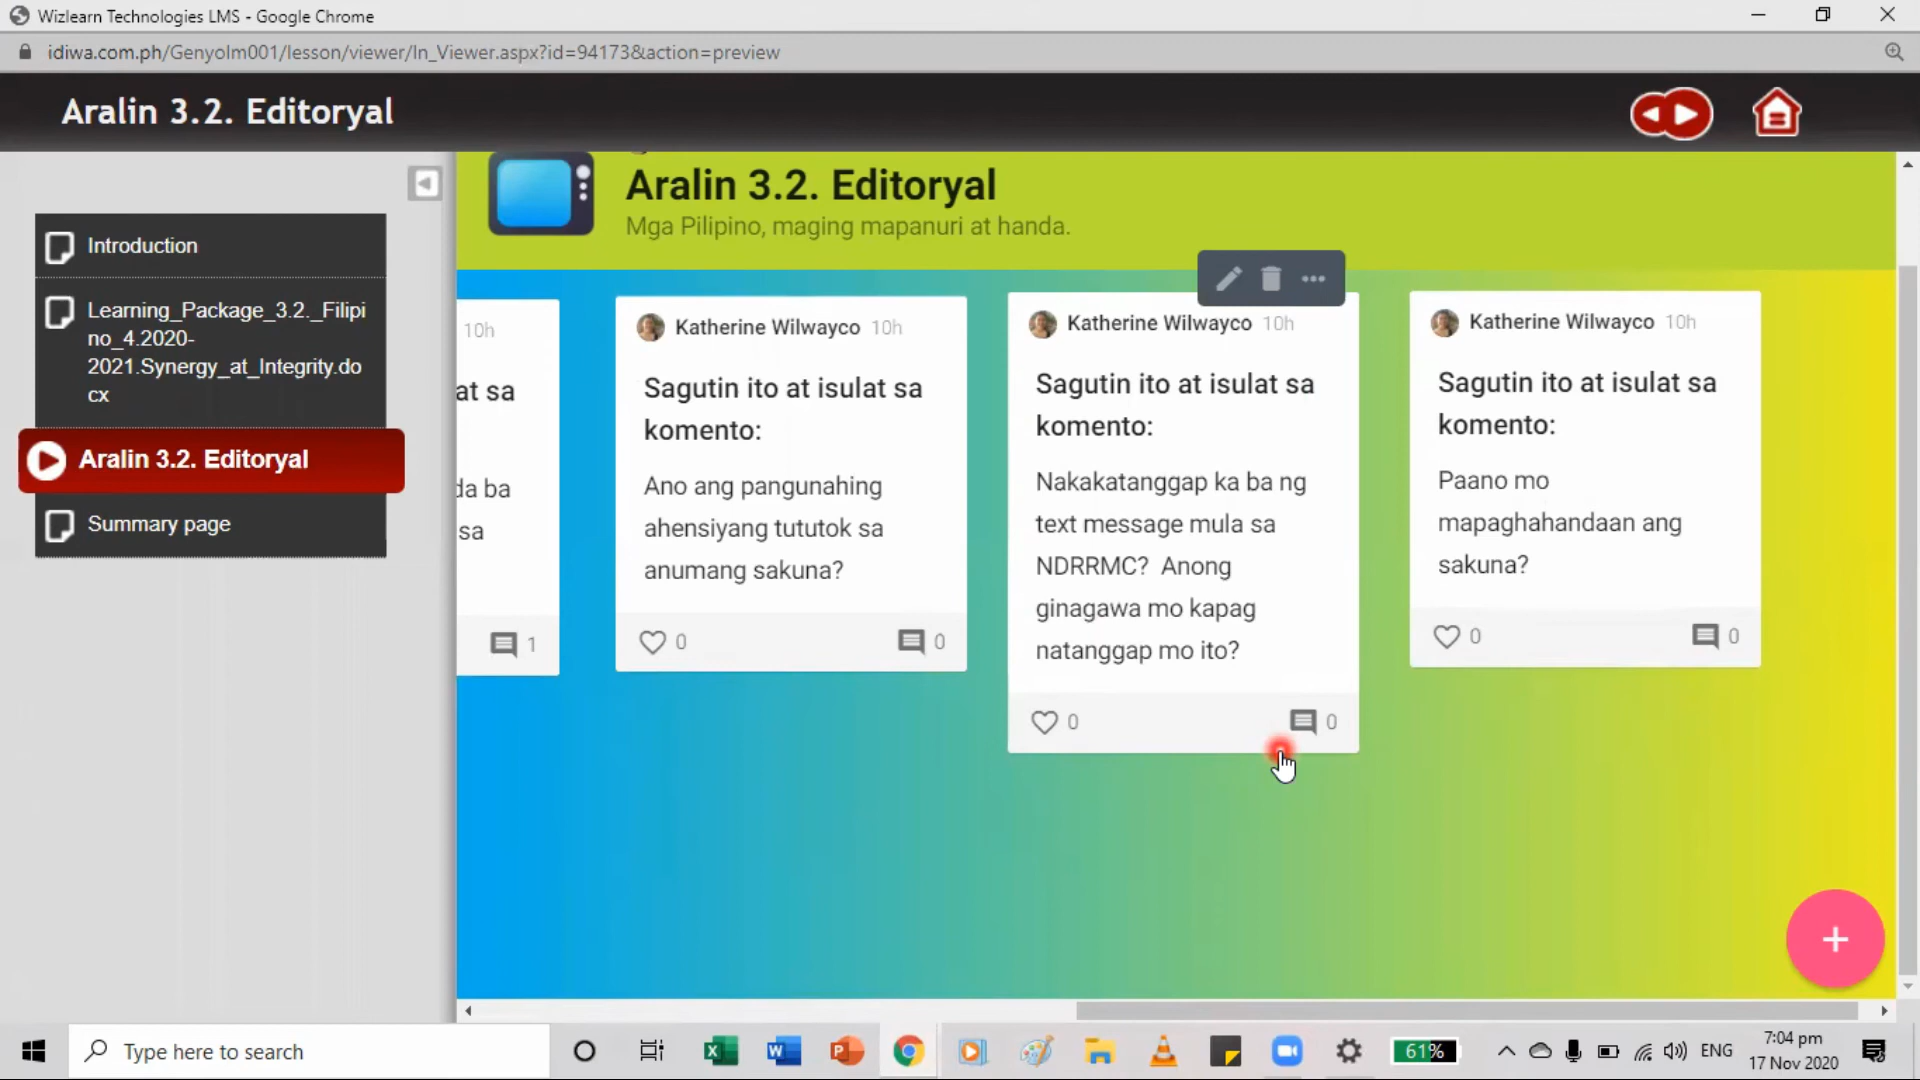 Wizlearn Technologies LMS - Google Chrome
idiwa.com.ph/Genyolm001/lesson/viewer/ln_Viewer.aspx?id=94173&action=preview
Aralin 3.2. Editoryal
Introduction
Learning_Package_3.2._Filipi
no_4.2020-
2021.Synergy_at_Integrity.do
cx
Aralin 3.2. Editoryal
Summary page
Aralin 3.2. Editoryal
Mga Pilipino, maging mapanuri at handa.
10h
at sa
da ba
sa
1
Katherine Wilwayco 10h
Sagutin ito at isulat sa
komento:
Ano ang pangunahing
ahensiyang tututok sa
anumang sakuna?
0 0
Katherine Wilwayco 10h
Sagutin ito at isulat sa
komento:
Nakakatanggap ka ba ng
text message mula sa
NDRRMC? Anong
ginagawa mo kapag
natanggap mo ito?
0 0
Katherine Wilwayco 10h
Sagutin ito at isulat sa
komento:
Paano mo
mapaghahandaan ang
sakuna?
0 0
Type here to search
61%
ENG
7:04 pm
17 Nov 2020